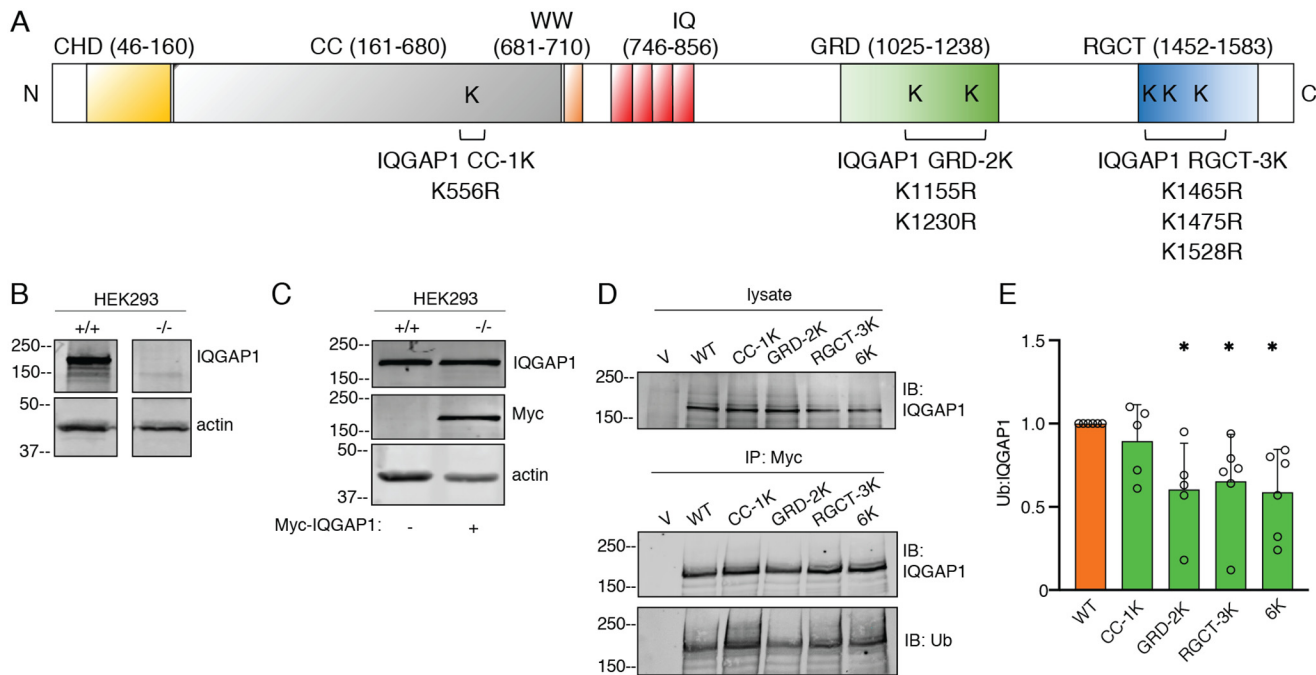 A
CHD (46-160)
CC (161-680)
WW
(681-710)
IQ
(746-856)
GRD (1025-1238)
RGCT (1452-1583)
N
K
K
K
K
K
K
C
IQGAP1 CC-1K
K556R
IQGAP1 GRD-2K
K1155R
K1230R
IQGAP1 RGCT-3K
K1465R
K1475R
K1528R
B
HEK293
+/+
-/-
250--
150--
IQGAP1
50--
37--
actin
C
HEK293
+/+
-/-
250--
150--
IQGAP1
250--
150--
Myc
50--
37--
actin
Myc-IQGAP1:
-
+
D
lysate
V
WT
CC-1K
GRD-2K
RGCT-3K
6K
250--
150--
IB:
IQGAP1
IP: Myc
V
WT
CC-1K
GRD-2K
RGCT-3K
6K
250--
150--
IB:
IQGAP1
250--
150--
IB: Ub
E
Ub:IQGAP1
1.5
1.0
0.5
0
*
*
*
WT
CC-1K
GRD-2K
RGCT-3K
6K